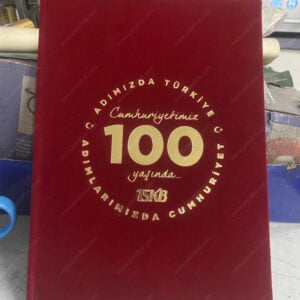 ADIMIZDA TÜRKİYE
Cumhuriyetimiz
100
yaşında...
TSKB
ADIMLARIMIZDA CUMHURİYET